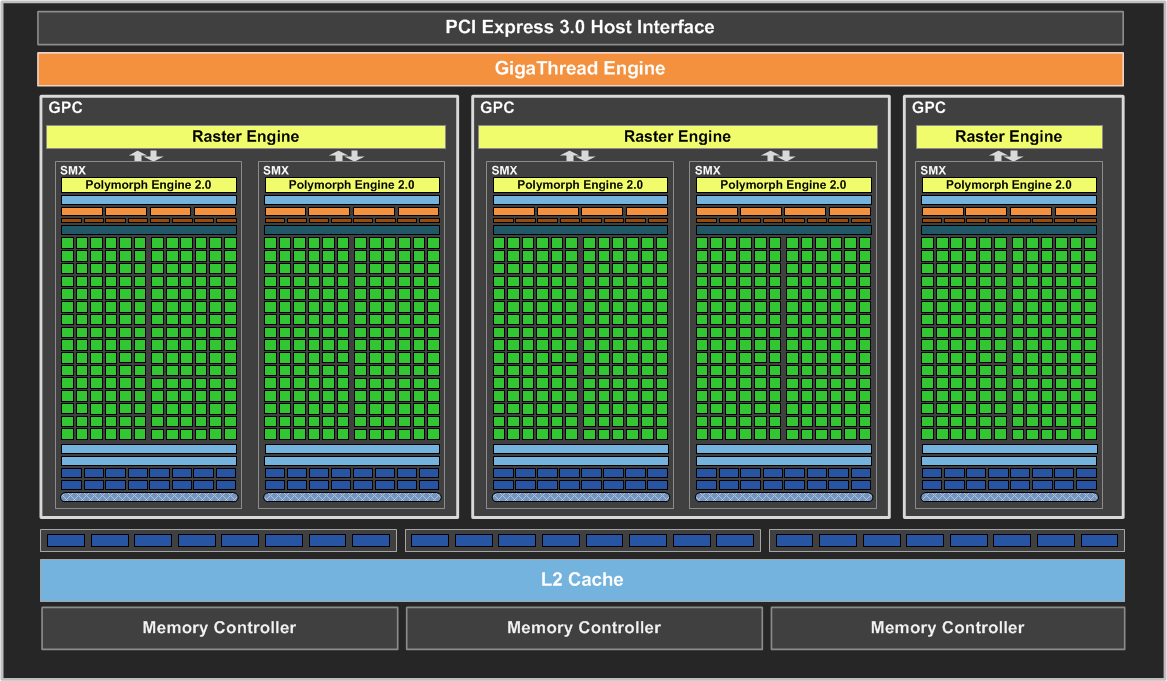 PCI Express 3.0 Host Interface
GigaThread Engine
GPC
Raster Engine
SMX
Polymorph Engine 2.0
SMX
Polymorph Engine 2.0
GPC
Raster Engine
SMX
Polymorph Engine 2.0
SMX
Polymorph Engine 2.0
GPC
Raster Engine
SMX
Polymorph Engine 2.0
L2 Cache
Memory Controller
Memory Controller
Memory Controller